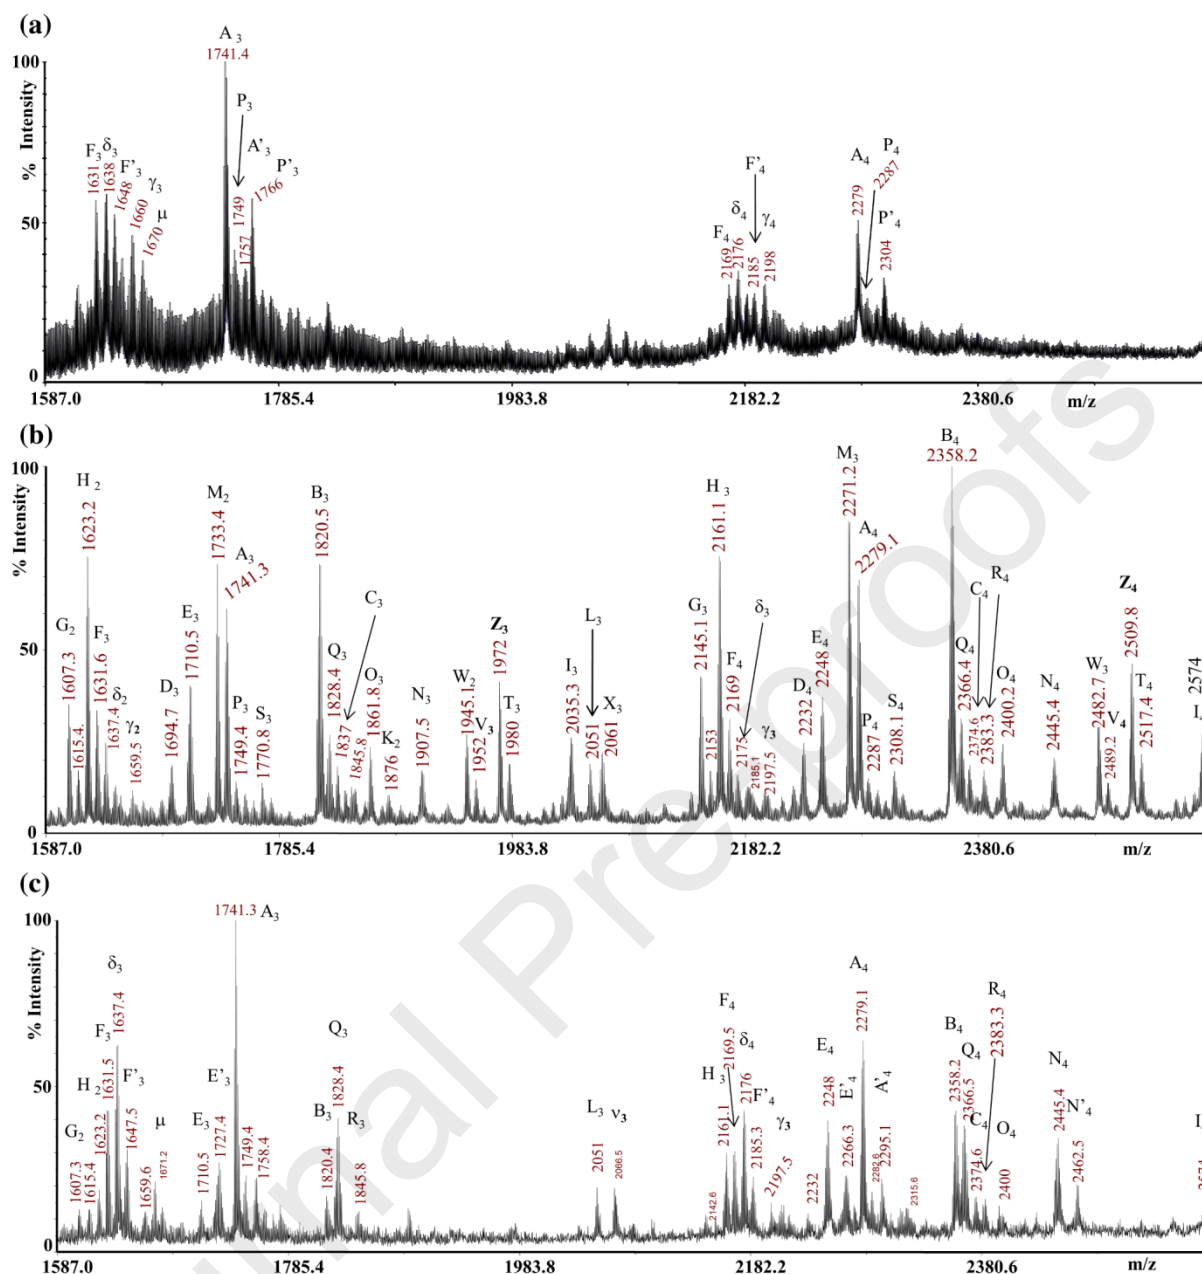 (a)
A₃
1741.4
100
P₃
A'₃
P'₃
1749
1757
1766
F₃ δ₃ F'₃ γ₃ μ
1631 1638 1648 1660 1670
50
0
% Intensity
F₄ δ₄ F'₄ γ₄
2169 2176 2185 2198
A₄ P₄ P'₄
2279 2287 2304
1587.0 1785.4 1983.8 2182.2 2380.6 m/z
(b)
100
50
0
% Intensity
G₂ H₂ F₃ δ₂ γ₂
1607.3 1615.4 1623.2 1631.6 1637.4 1659.5
D₃ E₃ M₂ A₃ P₃ S₃
1694.7 1710.5 1733.4 1741.3 1749.4 1770.8
B₃ Q₃ C₃ O₃ K₂ N₃
1820.5 1828.4 1837 1845.8 1861.8 1876 1907.5
W₂ V₃ Z₃ T₃
1945.1 1952 1972 1980
I₃ L₃ X₃
2035.3 2051 2061
G₃ H₃ F₄ δ₃ γ₃
2145.1 2153 2161.1 2169 2175 2185.1 2197.5
D₄ E₄ M₃ A₄ P₄ S₄
2232 2248 2271.2 2279.1 2287 2308.1
B₄ Q₄ C₄ R₄ O₄ N₄
2358.2 2366.4 2374.6 2383.3 2400.2 2445.4
W₃ V₄ Z₄ T₄
2482.7 2489.2 2509.8 2517.4
2574
1587.0 1785.4 1983.8 2182.2 2380.6 m/z
(c)
100
50
0
% Intensity
G₂ H₂ F₃ δ₃ F'₃ μ
1607.3 1615.4 1623.2 1631.5 1637.4 1647.5 1659.6 1671.2
E₃ E'₃ A₃
1710.5 1727.4 1741.3 1749.4 1758.4
B₃ Q₃ R₃
1820.4 1828.4 1845.8
L₃ ν₃
2051 2066.5
H₃ F₄ δ₄ F'₄ γ₃
2142.6 2161.1 2169.5 2176 2185.3 2197.5
E₄ E'₄ A₄ A'₄
2232 2248 2266.3 2279.1 2282.6 2295.1 2315.6
B₄ Q₄ C₄ R₄ O₄
2358.2 2366.5 2374.6 2383.3 2400
N₄ N'₄
2445.4 2462.5
1587.0 1785.4 1983.8 2182.2 2380.6 m/z
nal Preproofs